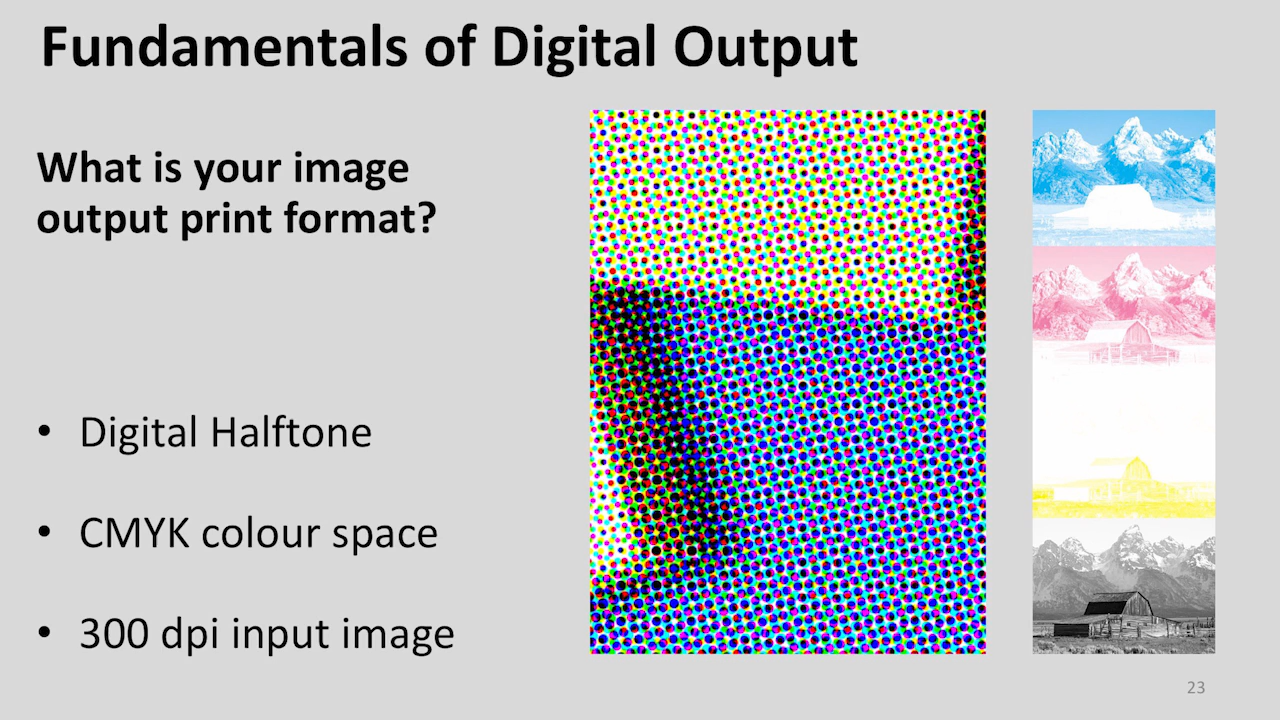 Fundamentals of Digital Output
What is your image
output print format?
• Digital Halftone
• CMYK colour space
• 300 dpi input image
23